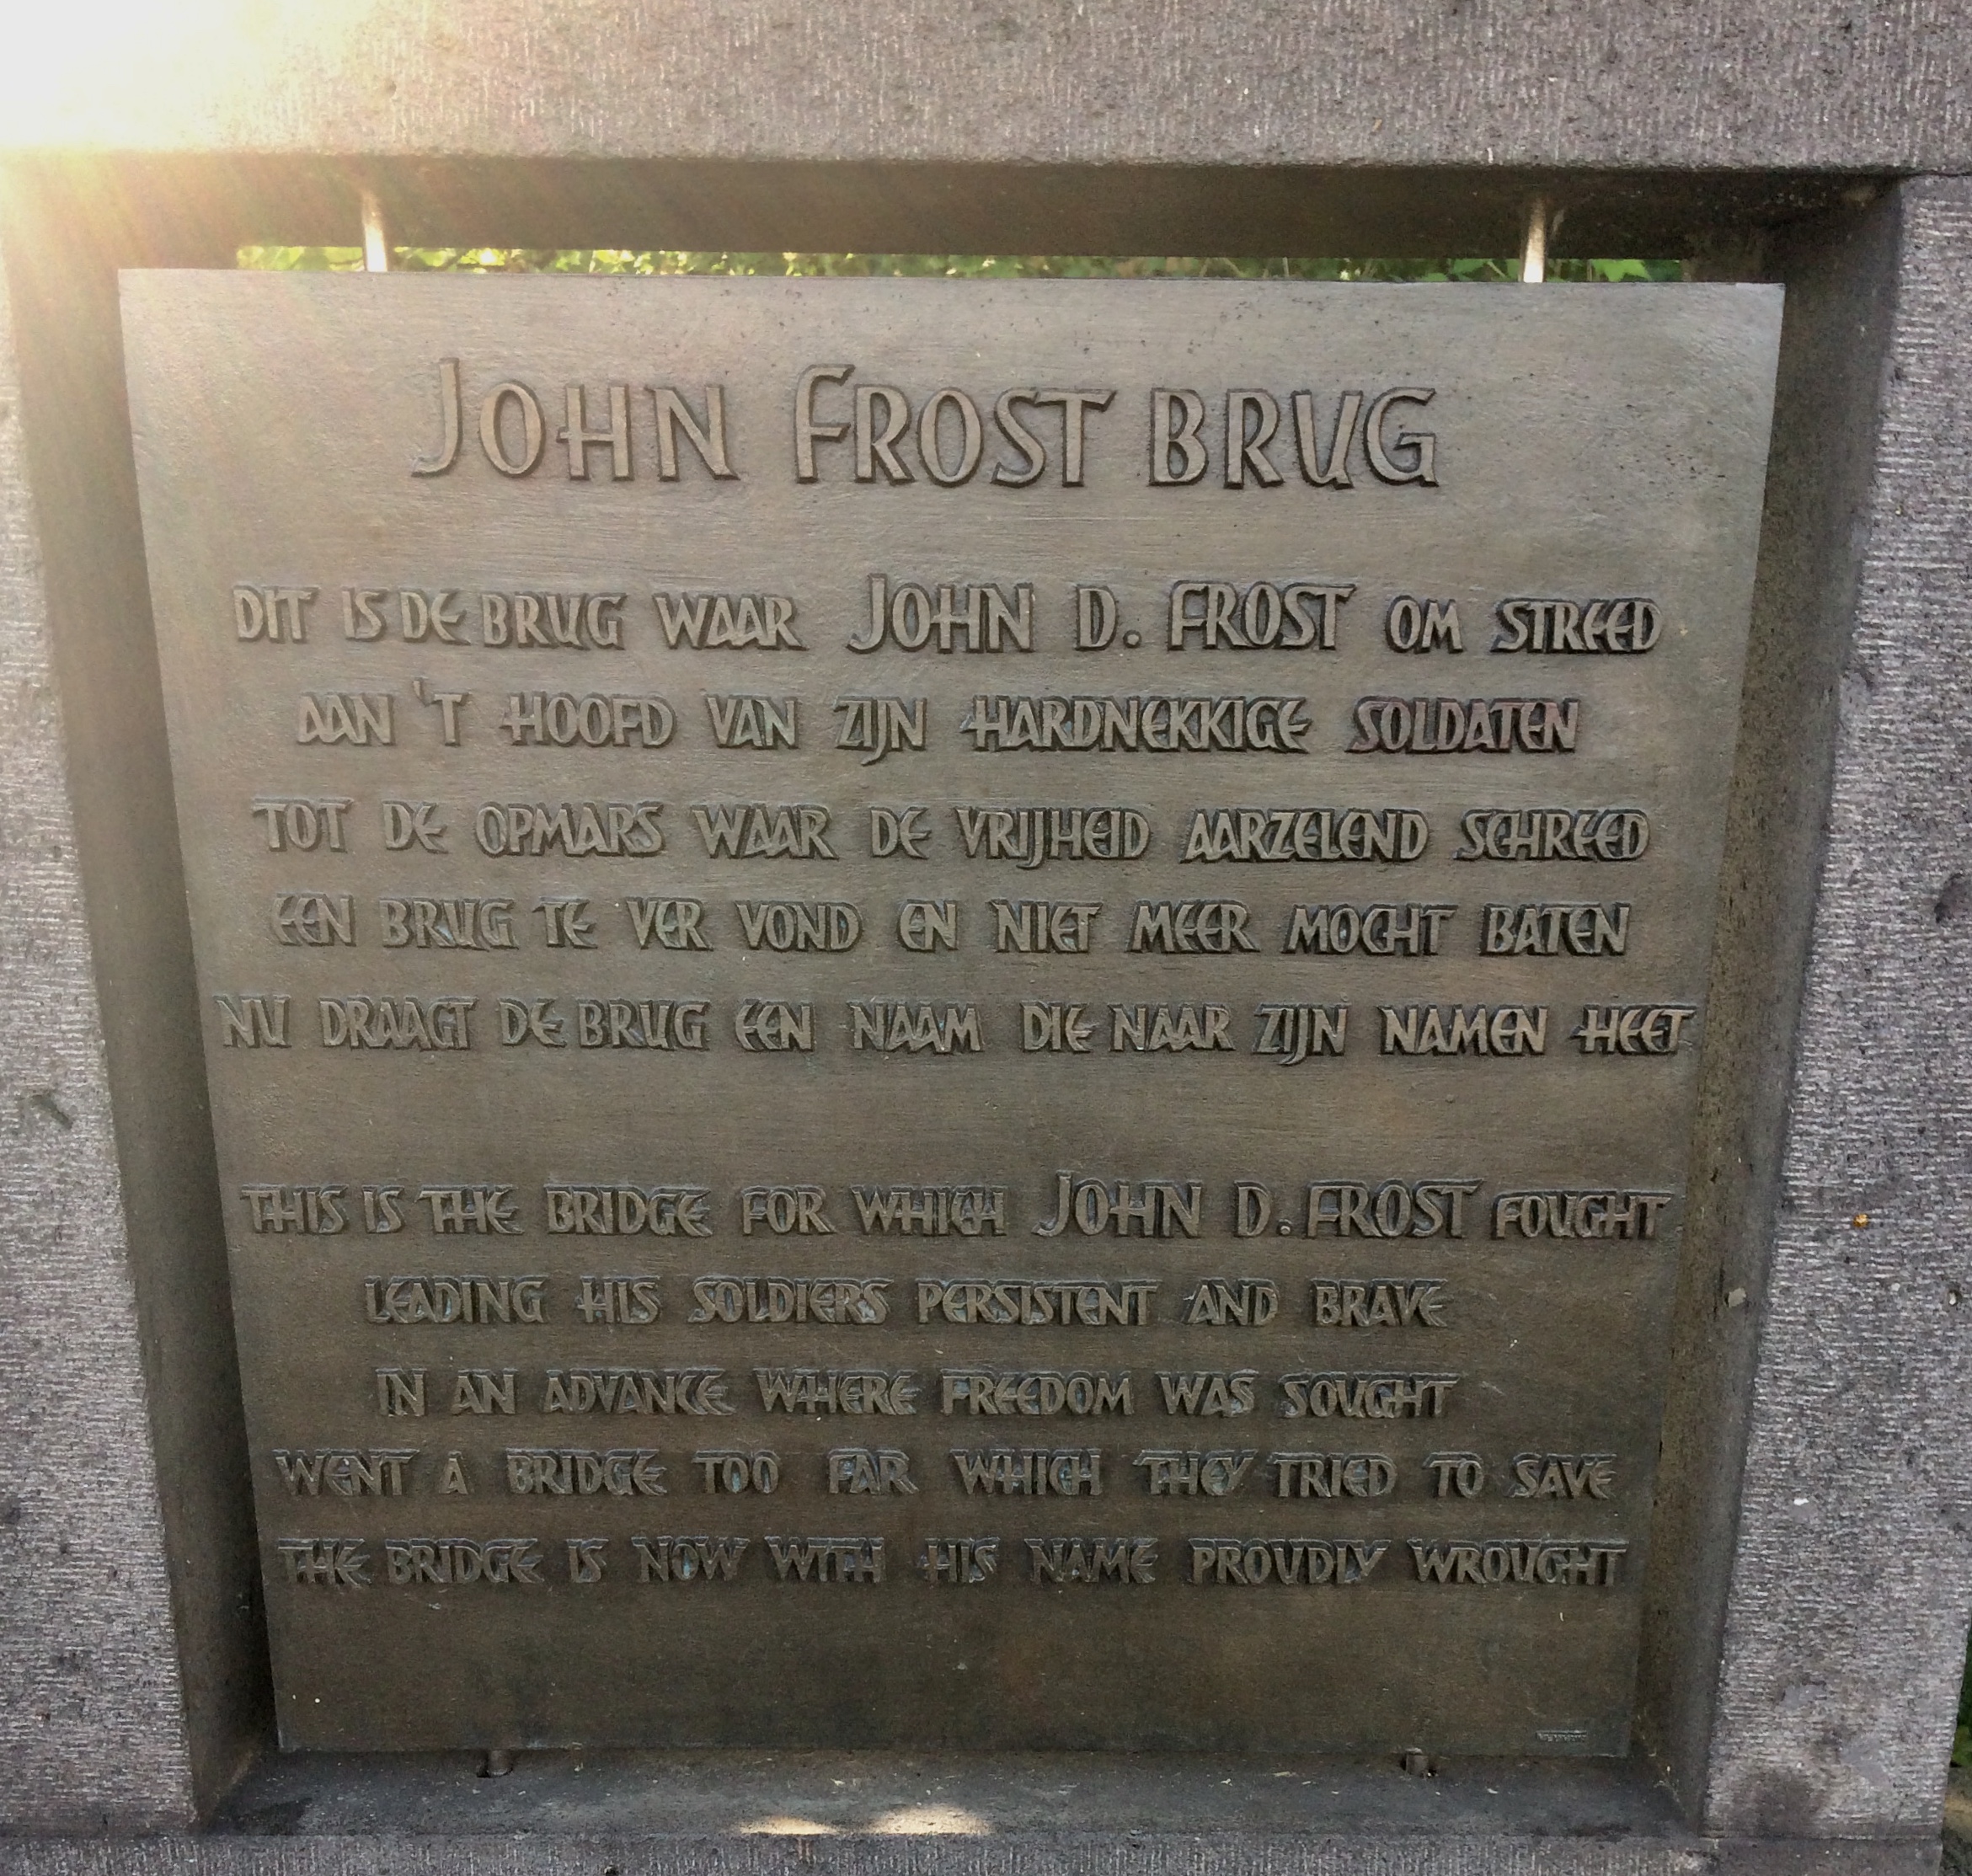 JOHN FROST BRUG
DIT IS DE BRUG WAAR JOHN D. FROST OM STREED
AAN 'T HOOFD VAN ZIJN HARDNEKKIGE SOLDATEN
TOT DE OPMARS WAAR DE VRIJHEID AARZELEND SCHREED
EEN BRUG TE VER VOND EN NIET MEER MOCHT BATEN
NU DRAAGT DE BRUG EEN NAAM DIE NAAR ZIJN NAMEN HEET
THIS IS THE BRIDGE FOR WHICH JOHN D. FROST FOUGHT
LEADING HIS SOLDIERS PERSISTENT AND BRAVE
IN AN ADVANCE WHERE FREEDOM WAS SOUGHT
WENT A BRIDGE TOO FAR WHICH THEY TRIED TO SAVE
THE BRIDGE IS NOW WITH HIS NAME PROUDLY WROUGHT